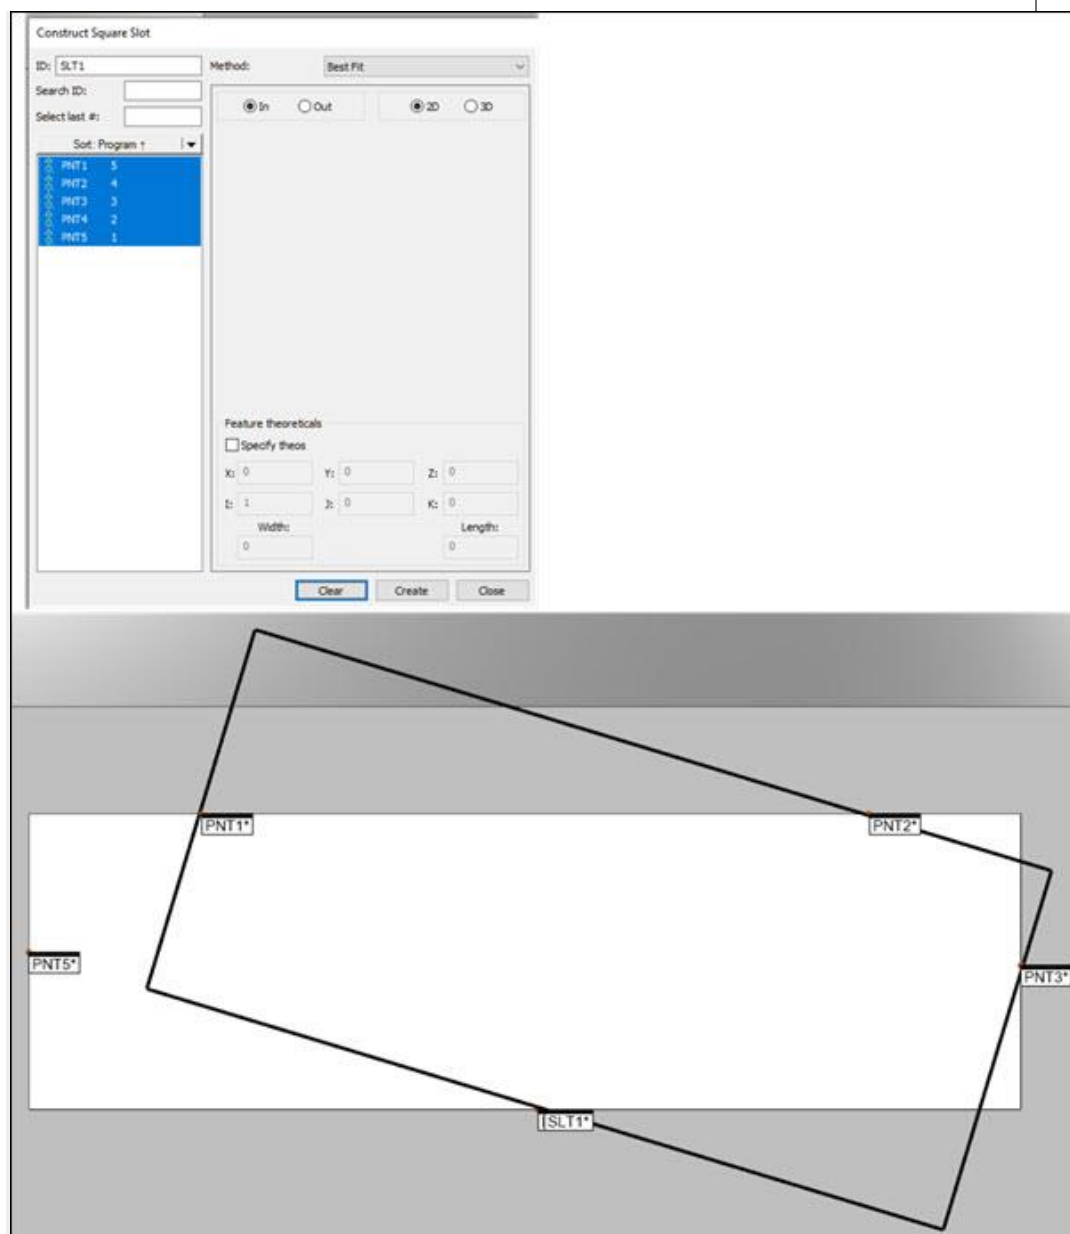 Construct Square Slot
ID: SLT1
Method: Best Fit
Search ID:
Select last #:
In Out 2D 3D
Sort: Program ↑
PNT1 5
PNT2 4
PNT3 3
PNT4 2
PNT5 1
Feature theoreticals
Specify theos
X: 0 Y: 0 Z: 0
I: 1 J: 0 K: 0
Width: Length:
0 0
Clear Create Close
PNT1*
PNT2*
PNT5*
PNT3*
SLT1*